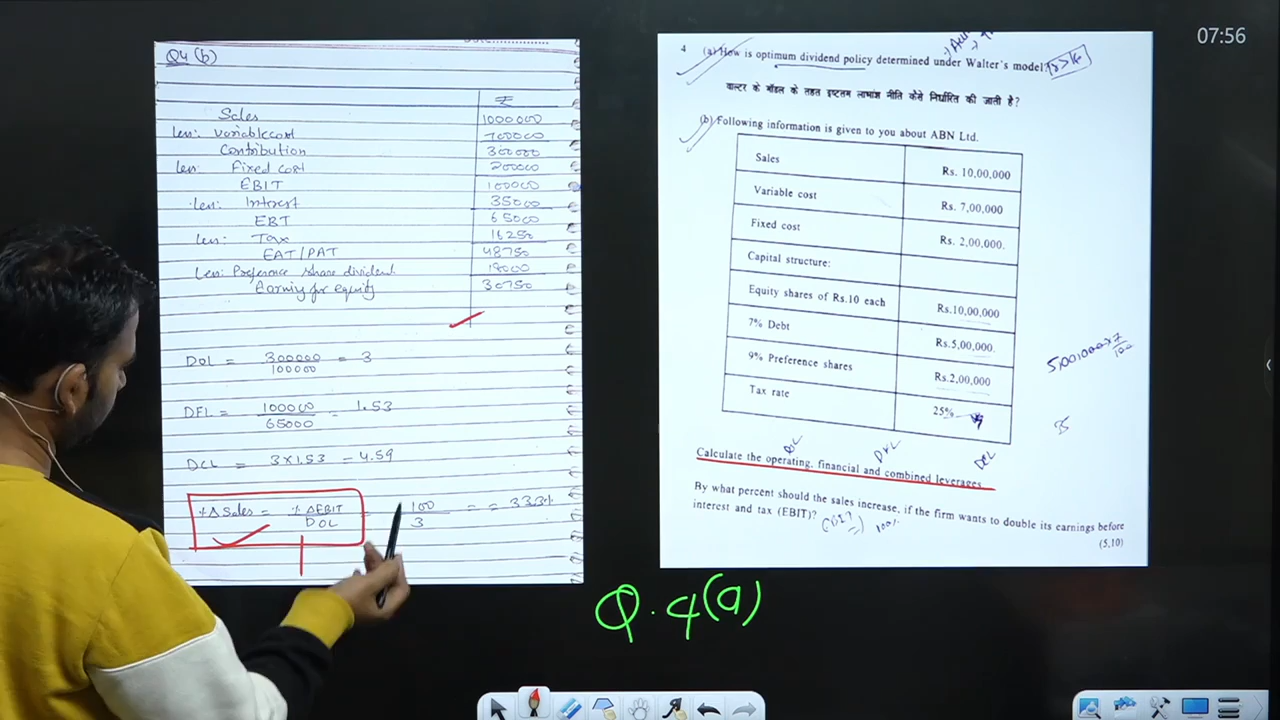 07:56
Q4 (b)
₹
Sales 1000000
Less: Variable cost 700000
Contribution 300000
Less: Fixed cost 200000
EBIT 100000
Less: Interest 35000
EBT 65000
Less: Tax 16250
EAT/PAT 48750
Less: Preference share dividend 18000
Earning for equity 30750
DOL = 300000 / 100000 = 3
DFL = 100000 / 65000 = 1.53
DCL = 3×1.53 = 4.59
% Δ Sales = % ΔEBIT / DOL = 100 / 3 = = 33.3%
4 (a) How is optimum dividend policy determined under Walter's model? r>k
वाल्टर के मॉडल के तहत इष्टतम लाभांश नीति कैसे निर्धारित की जाती है?
(b) Following information is given to you about ABN Ltd.
Sales Rs. 10,00,000
Variable cost Rs. 7,00,000
Fixed cost Rs. 2,00,000.
Capital structure:
Equity shares of Rs.10 each Rs.10,00,000
7% Debt Rs.5,00,000.
9% Preference shares Rs.2,00,000
Tax rate 25%
500,000 × 7/100
DOL DFL DCL
Calculate the operating, financial and combined leverages
By what percent should the sales increase, if the firm wants to double its earnings before
interest and tax (EBIT)? (EBIT) 100%
(5,10)
Q.4(a)